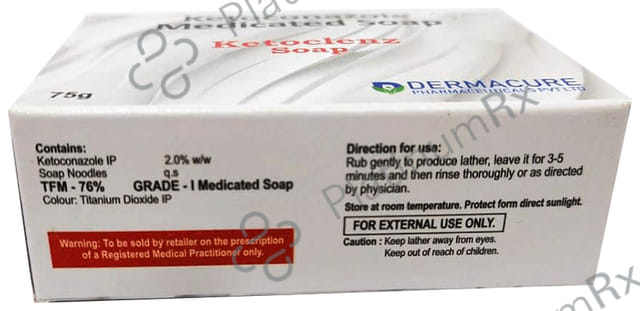 Ketoconazole
Medicated Soap
Ketoclenz
Soap
75g
DERMACURE
PHARMACEUTICALS PVT LTD
Contains:
Ketoconazole IP 2.0% w/w
Soap Noodles q.s
TFM - 76% GRADE - I Medicated Soap
Colour: Titanium Dioxide IP
Warning: To be sold by retailer on the prescription
of a Registered Medical Practitioner only.
Direction for use:
Rub gently to produce lather, leave it for 3-5
minutes and then rinse thoroughly or as directed
by physician.
Store at room temperature. Protect form direct sunlight.
FOR EXTERNAL USE ONLY.
Caution : Keep lather away from eyes.
Keep out of reach of children.
PlatinumRx